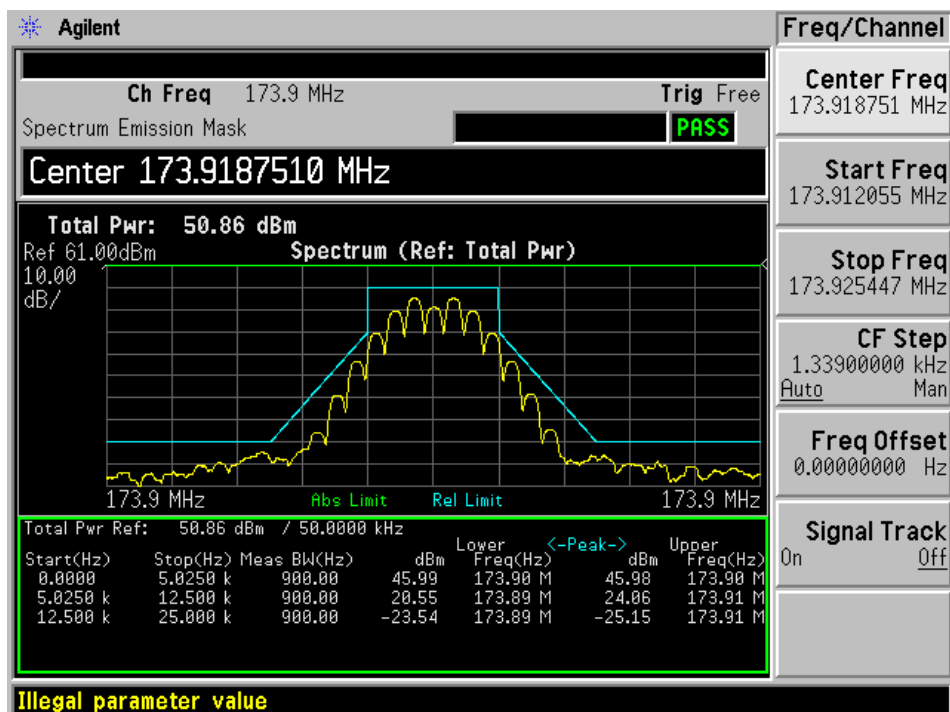 Agilent
Freq/Channel
Ch Freq 173.9 MHz Trig Free
Spectrum Emission Mask PASS
Center 173.9187510 MHz
Total Pwr: 50.86 dBm
Ref 61.00dBm Spectrum (Ref: Total Pwr)
10.00
dB/
173.9 MHz Abs Limit Rel Limit 173.9 MHz
Total Pwr Ref: 50.86 dBm / 50.0000 kHz
Lower <-Peak-> Upper
Start(Hz) Stop(Hz) Meas BW(Hz) dBm Freq(Hz) dBm Freq(Hz)
0.0000 5.0250 k 900.00 45.99 173.90 M 45.98 173.90 M
5.0250 k 12.500 k 900.00 20.55 173.89 M 24.06 173.91 M
12.500 k 25.000 k 900.00 -23.54 173.89 M -25.15 173.91 M
Illegal parameter value
Center Freq
173.918751 MHz
Start Freq
173.912055 MHz
Stop Freq
173.925447 MHz
CF Step
1.33900000 kHz
Auto Man
Freq Offset
0.00000000 Hz
Signal Track
On Off